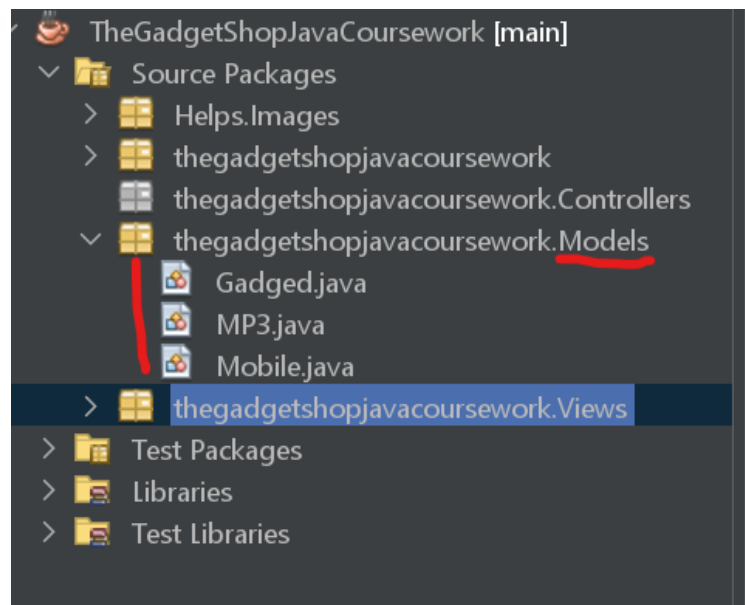 TheGadgetShopJavaCoursework [main]
Source Packages
Helps.Images
thegadgetshopjavacoursework
thegadgetshopjavacoursework.Controllers
thegadgetshopjavacoursework.Models
Gadged.java
MP3.java
Mobile.java
thegadgetshopjavacoursework.Views
Test Packages
Libraries
Test Libraries